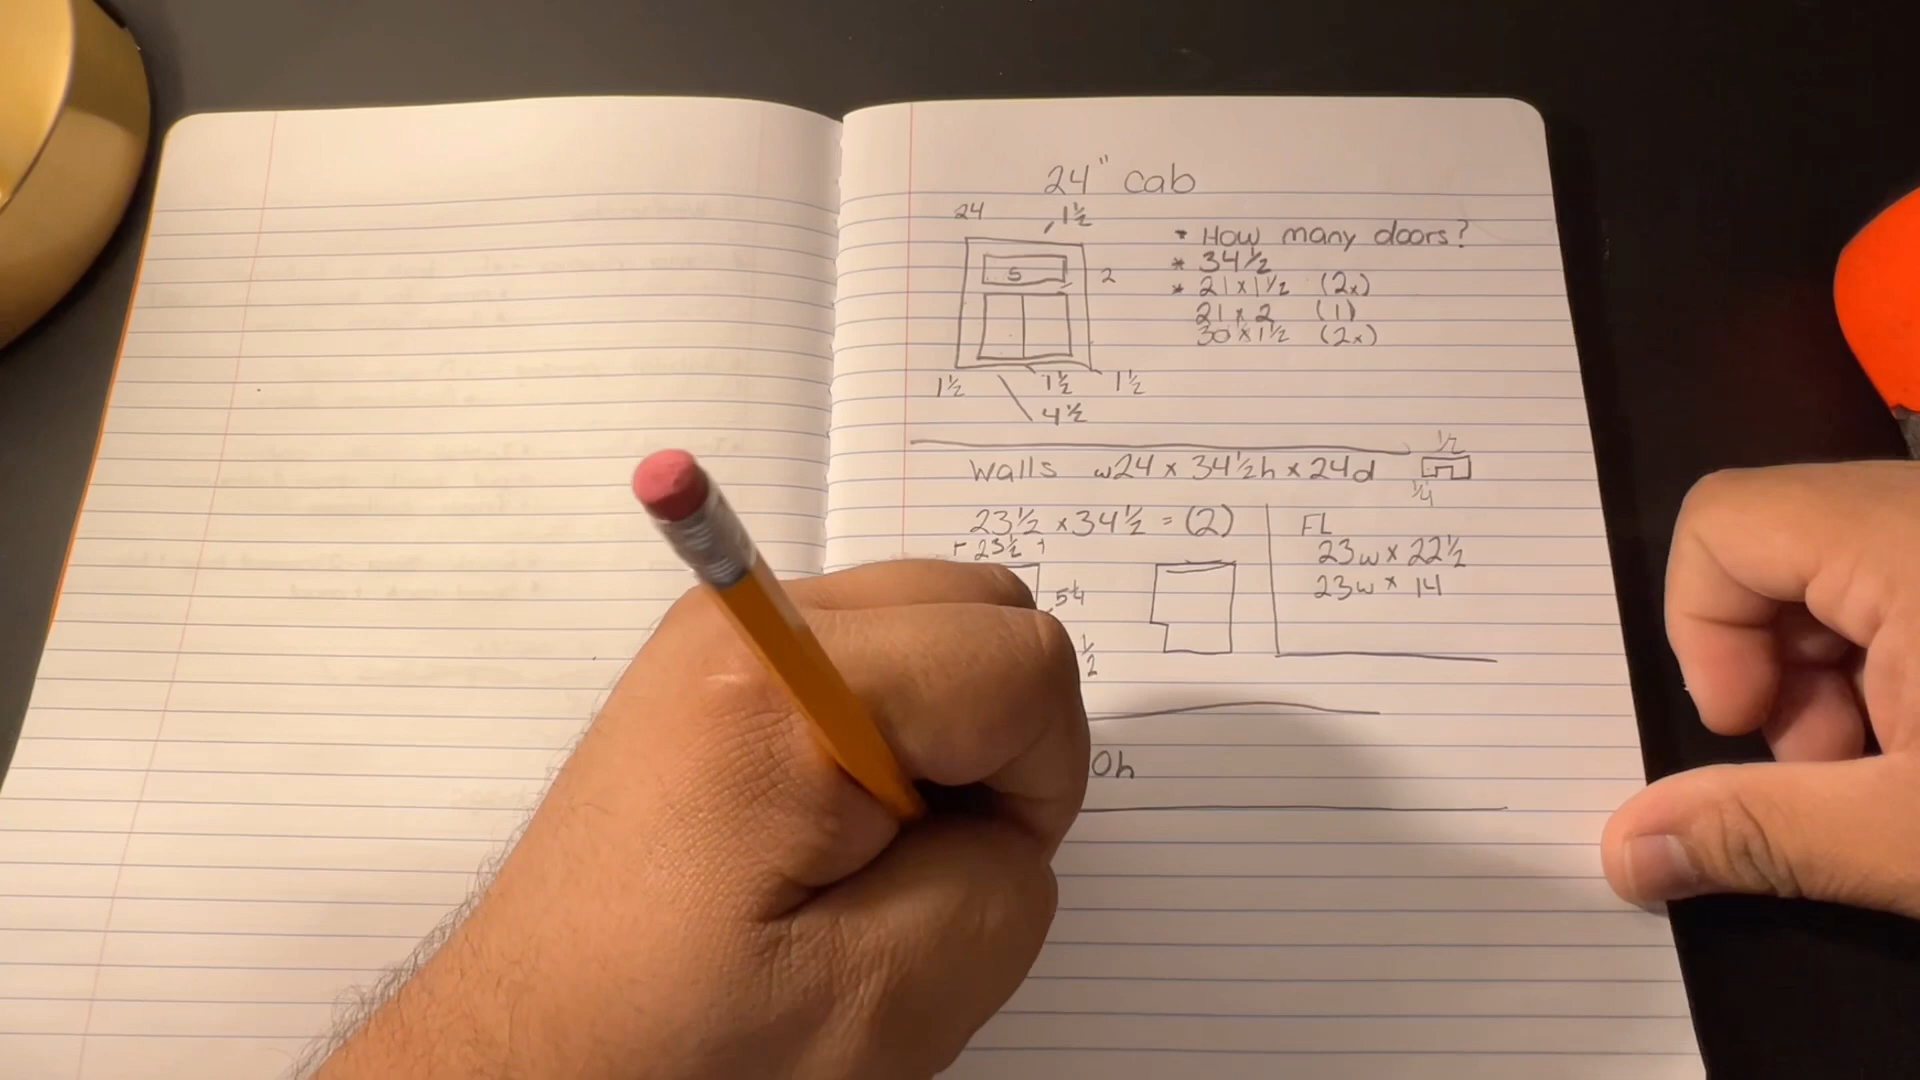 24" cab
24
1½
* How many doors?
* 34½
5
2
* 21 x 1½ (2x)
21 x 2 (1)
30 x 1½ (2x)
1½
1½
1½
4½
1/2
Walls w24 x 34½h x 24d
1/4
23½ x 34½ = (2)
FL
23½
23w x 22½
23w x 14
5¼
1/2
0h